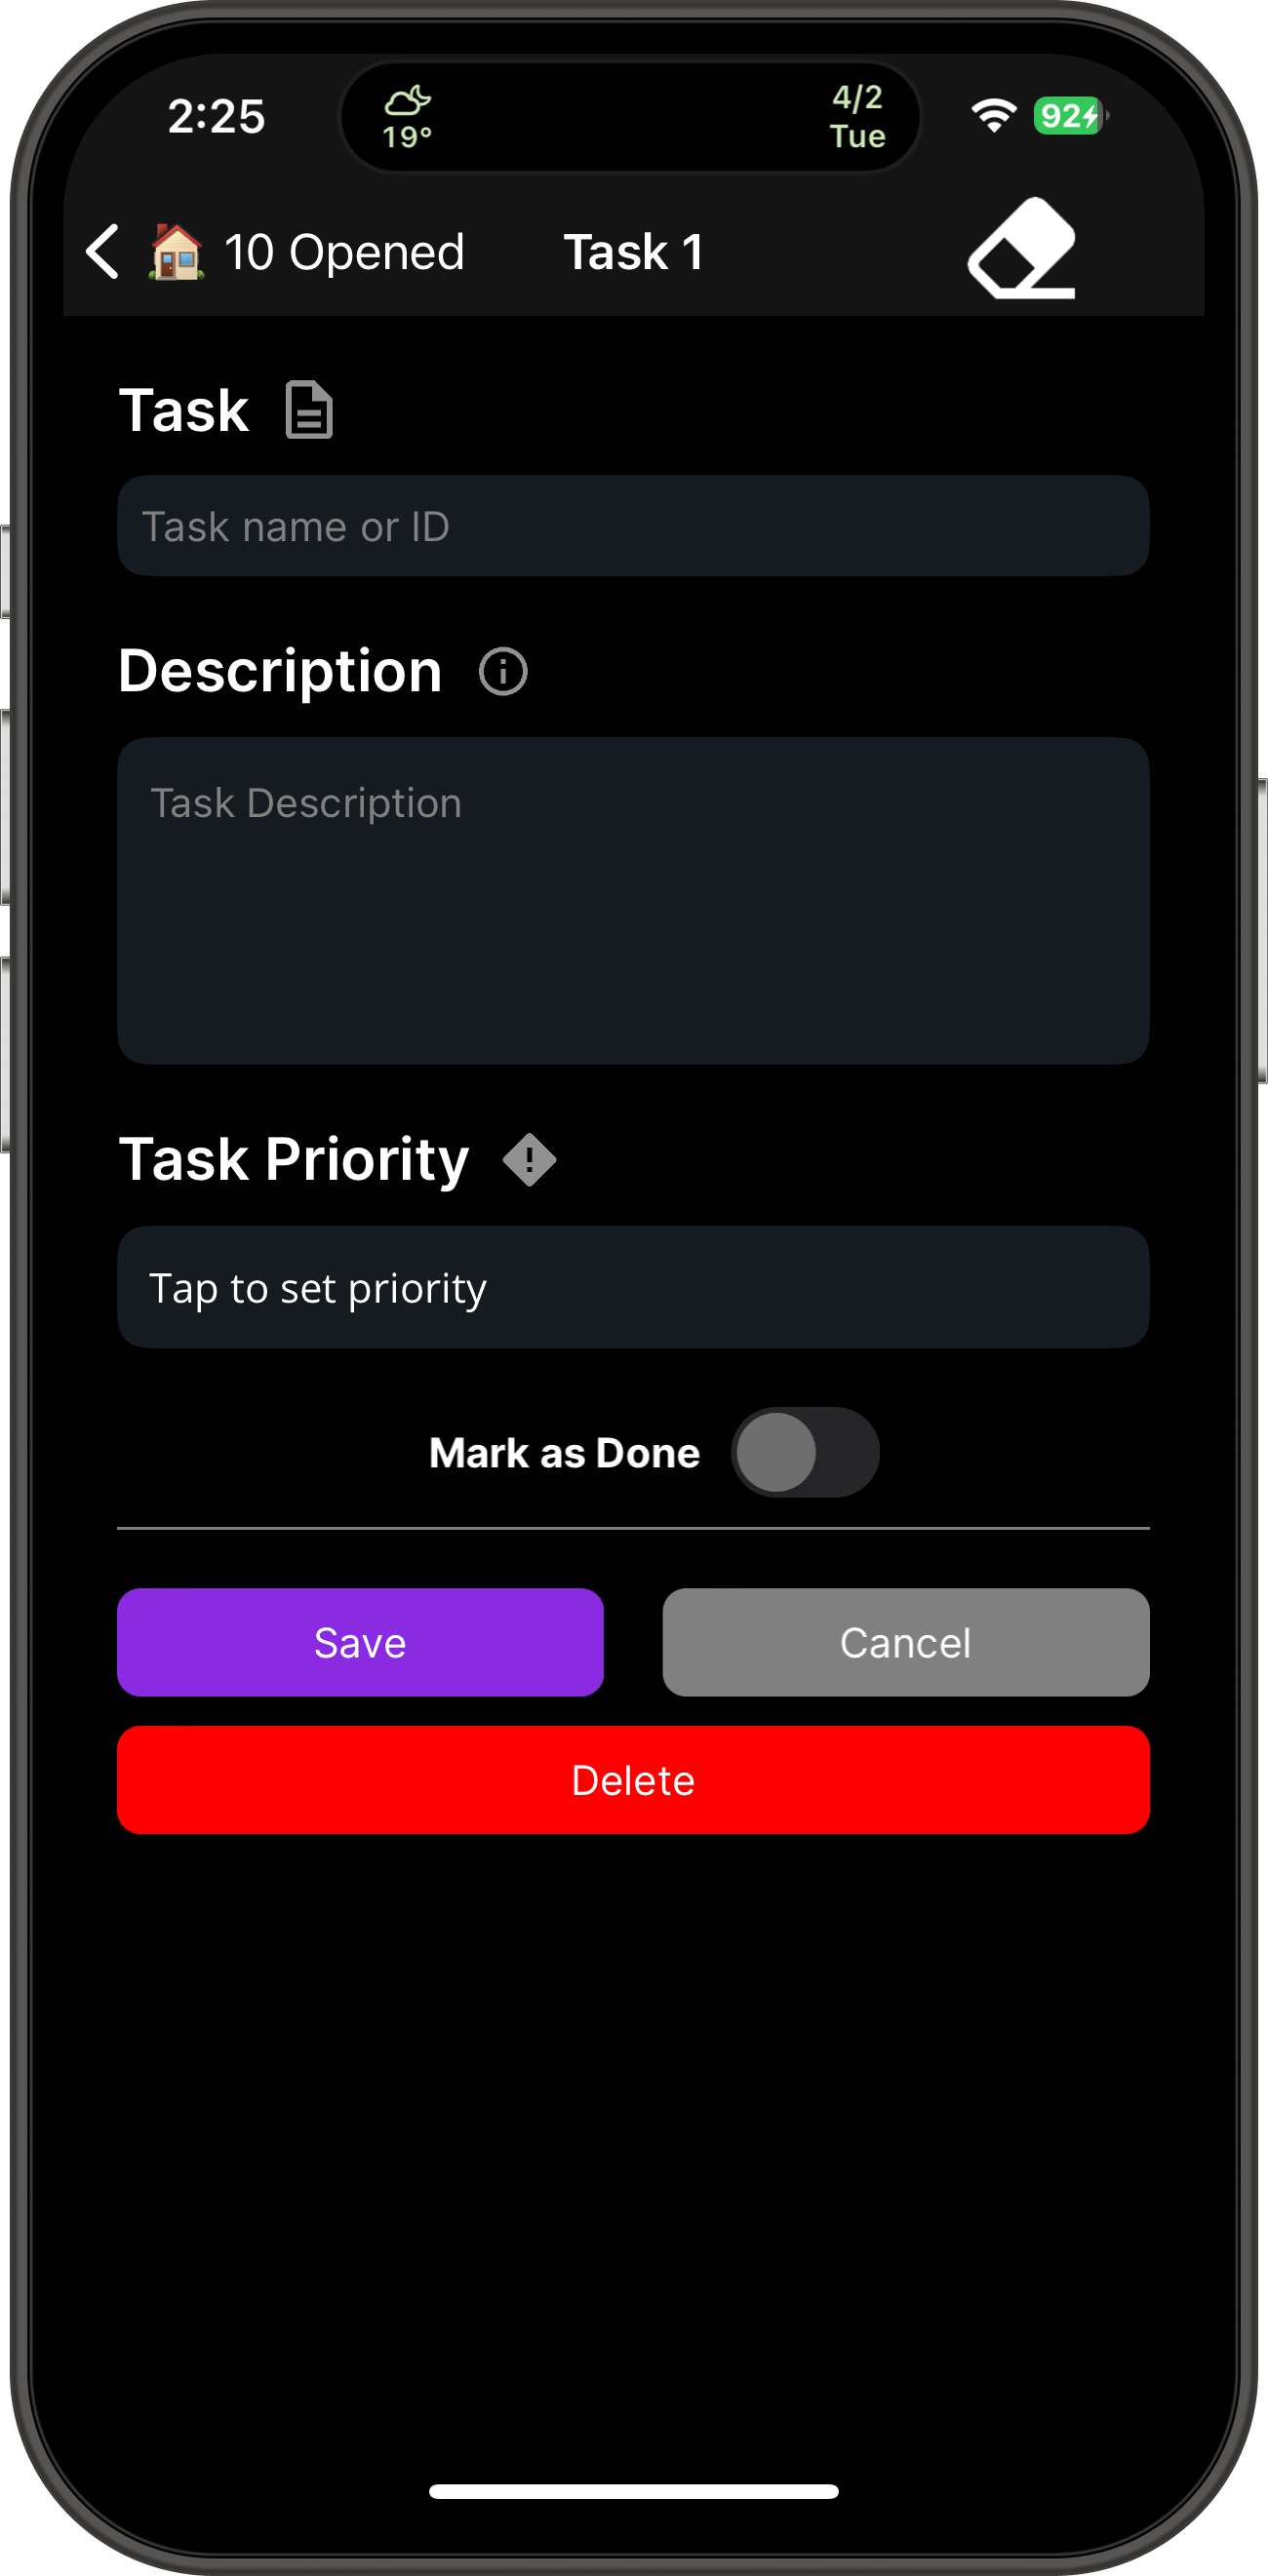 2:25
19°
4/2
Tue
92
10 Opened
Task 1
Task
Task name or ID
Description
Task Description
Task Priority
Tap to set priority
Mark as Done
Save
Cancel
Delete